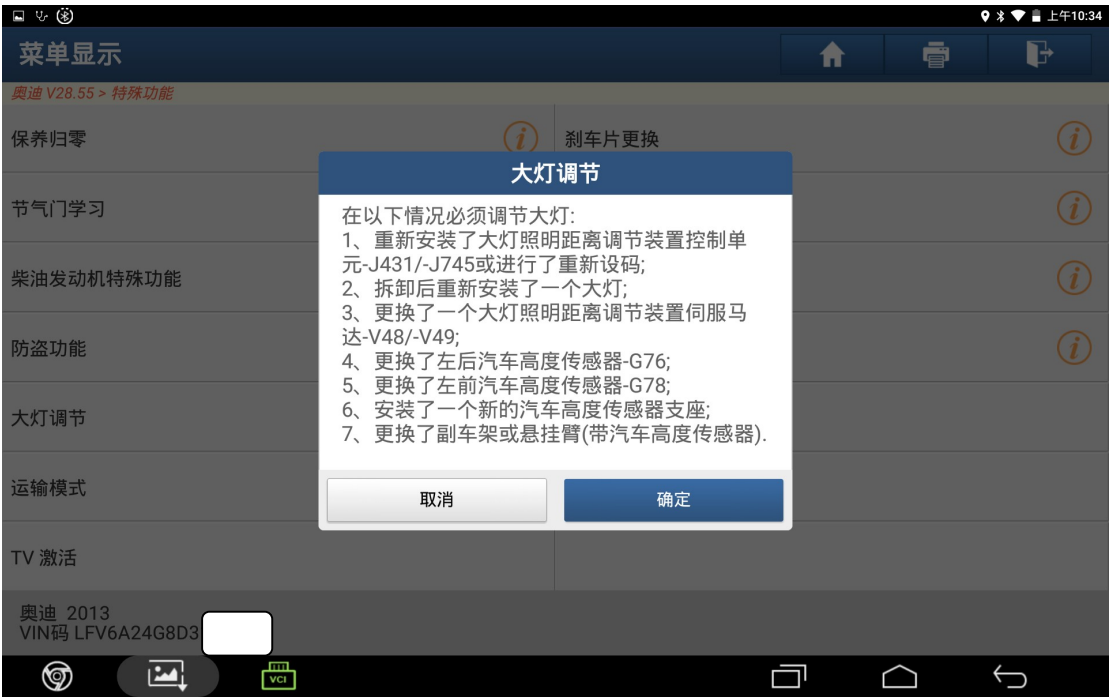 上午10:34
菜单显示
奥迪 V28.55 > 特殊功能
保养归零
刹车片更换
节气门学习
柴油发动机特殊功能
防盗功能
大灯调节
运输模式
TV 激活
大灯调节
在以下情况必须调节大灯:
1、重新安装了大灯照明距离调节装置控制单
元-J431/-J745或进行了重新设码;
2、拆卸后重新安装了一个大灯;
3、更换了一个大灯照明距离调节装置伺服马
达-V48/-V49;
4、更换了左后汽车高度传感器-G76;
5、更换了左前汽车高度传感器-G78;
6、安装了一个新的汽车高度传感器支座;
7、更换了副车架或悬挂臂(带汽车高度传感器).
取消
确定
奥迪 2013
VIN码 LFV6A24G8D3
VCI